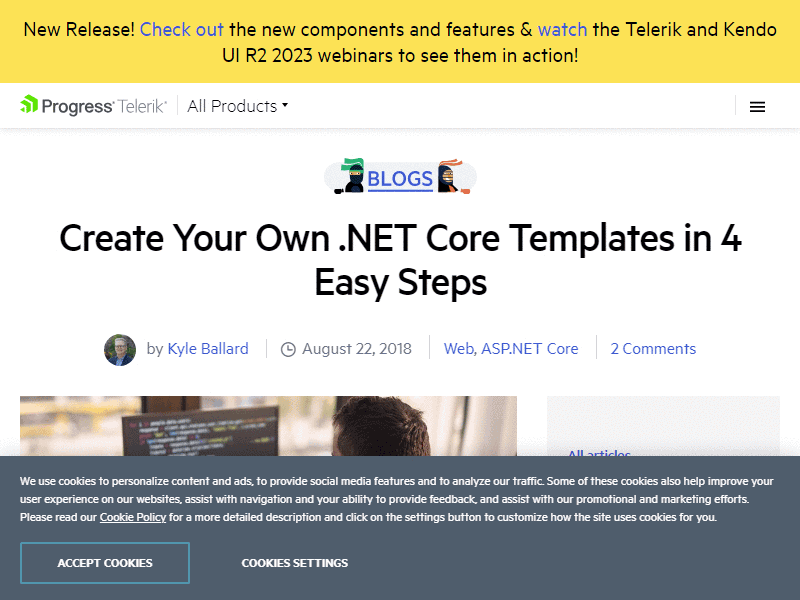 New Release! Check out the new components and features & watch the Telerik and Kendo
UI R2 2023 webinars to see them in action!
Progress Telerik
All Products
BLOGS
Create Your Own .NET Core Templates in 4
Easy Steps
by Kyle Ballard
August 22, 2018
Web, ASP.NET Core
2 Comments
All articles
We use cookies to personalize content and ads, to provide social media features and to analyze our traffic. Some of these cookies also help improve your
user experience on our websites, assist with navigation and your ability to provide feedback, and assist with our promotional and marketing efforts.
Please read our Cookie Policy for a more detailed description and click on the settings button to customize how the site uses cookies for you.
ACCEPT COOKIES
COOKIES SETTINGS